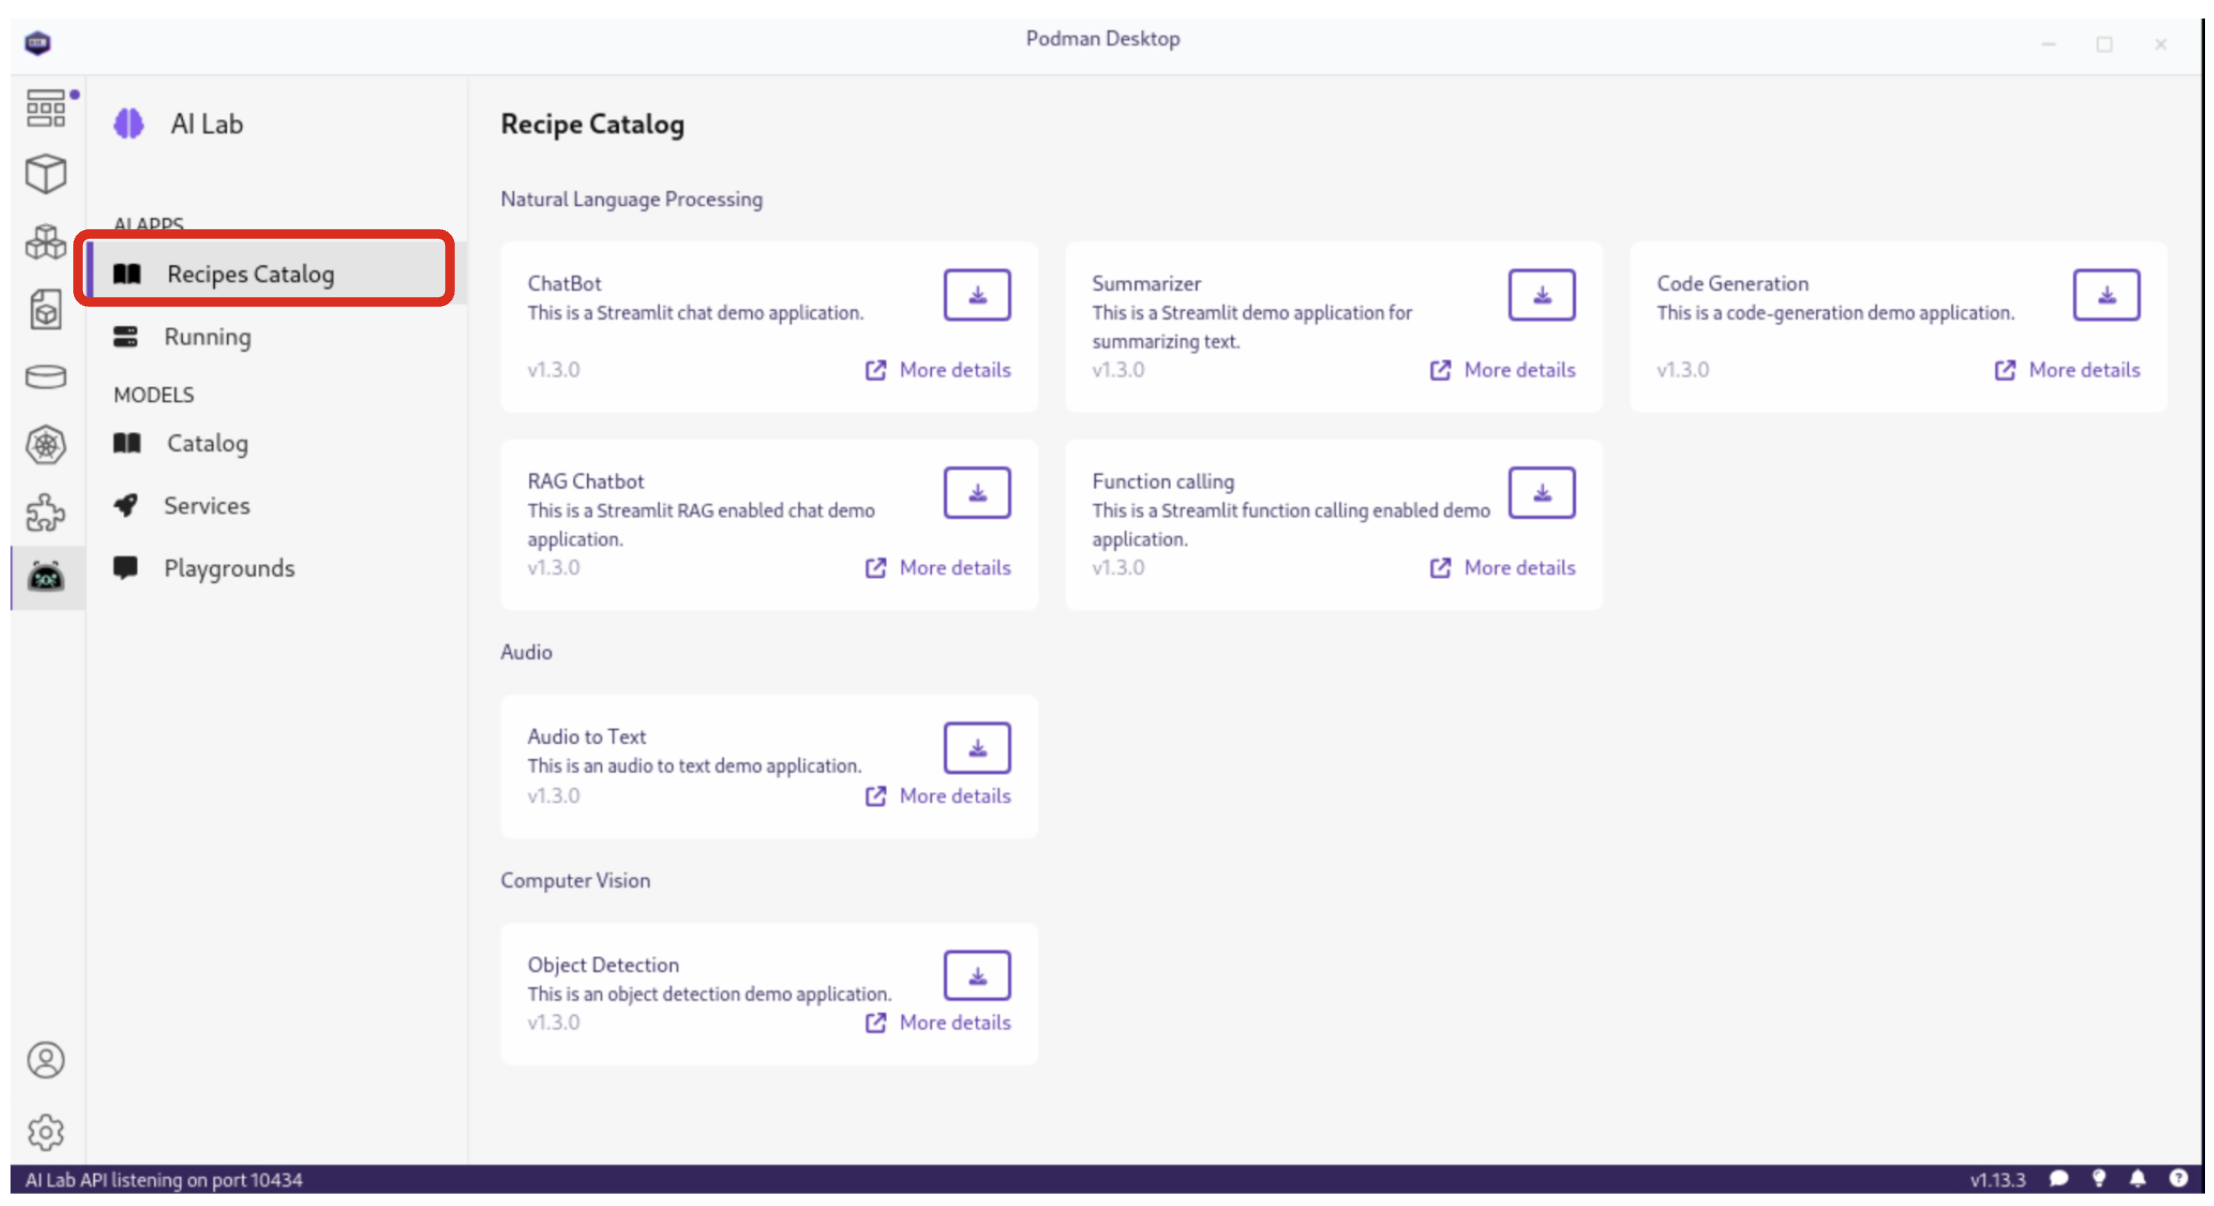 Podman Desktop
AI Lab
AI APPS
Recipes Catalog
Running
MODELS
Catalog
Services
Playgrounds
Recipe Catalog
Natural Language Processing
ChatBot
This is a Streamlit chat demo application.
v1.3.0
More details
Summarizer
This is a Streamlit demo application for
summarizing text.
v1.3.0
More details
Code Generation
This is a code-generation demo application.
v1.3.0
More details
RAG Chatbot
This is a Streamlit RAG enabled chat demo
application.
v1.3.0
More details
Function calling
This is a Streamlit function calling enabled demo
application.
v1.3.0
More details
Audio
Audio to Text
This is an audio to text demo application.
v1.3.0
More details
Computer Vision
Object Detection
This is an object detection demo application.
v1.3.0
More details
AI Lab API listening on port 10434
v1.13.3